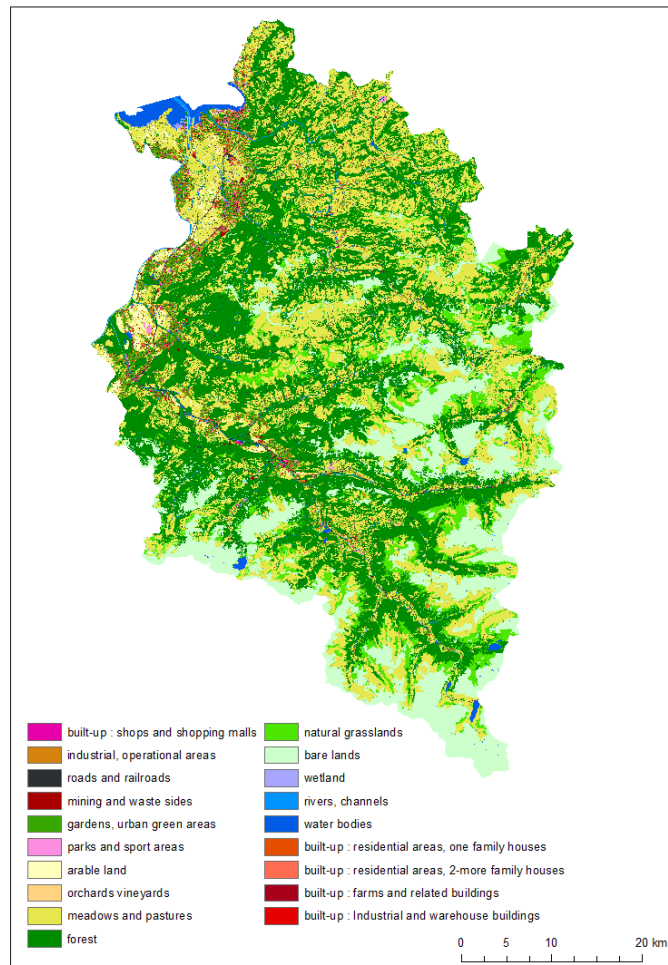 built-up : shops and shopping malls
industrial, operational areas
roads and railroads
mining and waste sides
gardens, urban green areas
parks and sport areas
arable land
orchards vineyards
meadows and pastures
forest
natural grasslands
bare lands
wetland
rivers, channels
water bodies
built-up : residential areas, one family houses
built-up : residential areas, 2-more family houses
built-up : farms and related buildings
built-up : Industrial and warehouse buildings
0 5 10 20 km